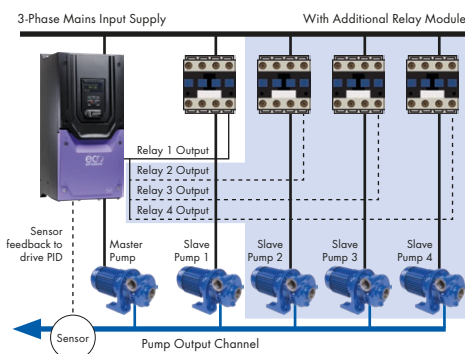 3-Phase Mains Input Supply
With Additional Relay Module
eco
Relay 1 Output
Relay 2 Output
Relay 3 Output
Relay 4 Output
Sensor
feedback to
drive PID
Master
Pump
Slave
Pump 1
Slave
Pump 2
Slave
Pump 3
Slave
Pump 4
Sensor
Pump Output Channel